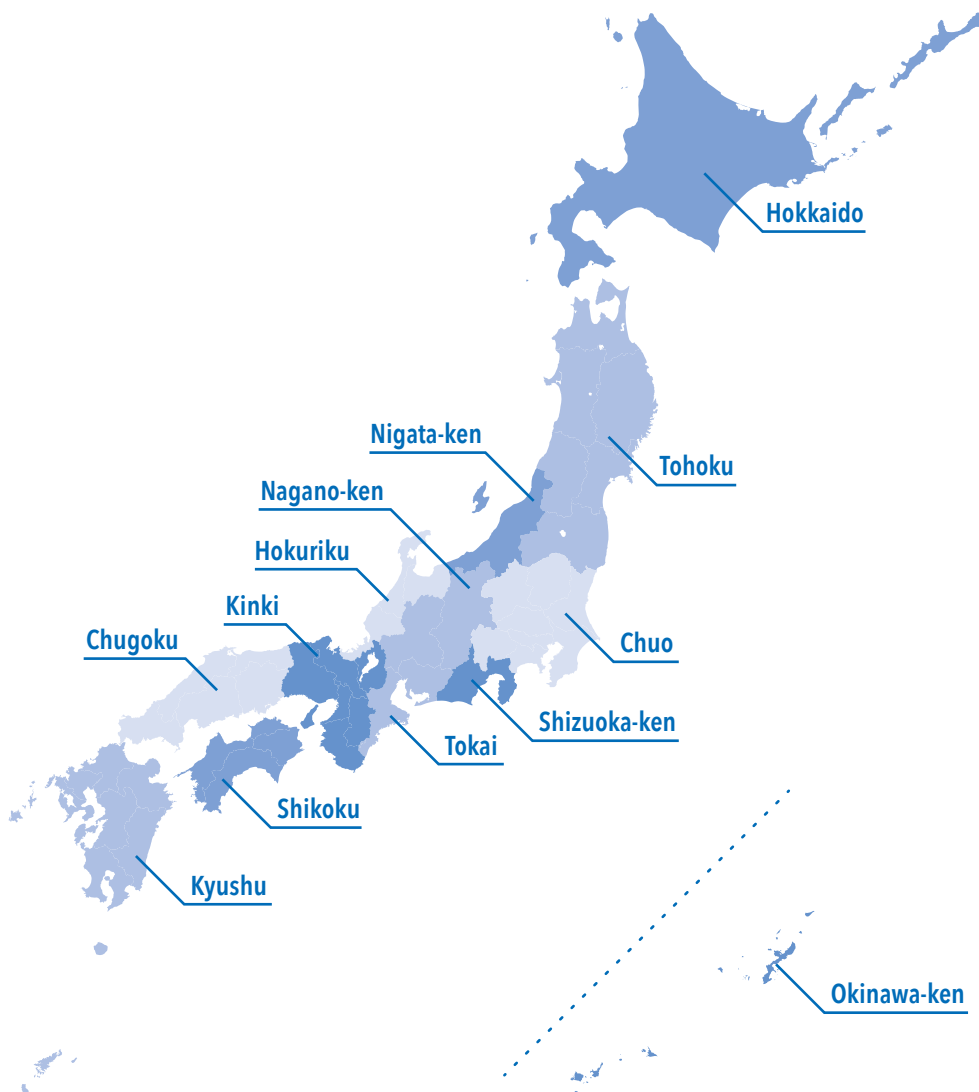 Hokkaido
Nigata-ken
Tohoku
Nagano-ken
Hokuriku
Kinki
Chugoku
Chuo
Shizuoka-ken
Tokai
Shikoku
Kyushu
Okinawa-ken